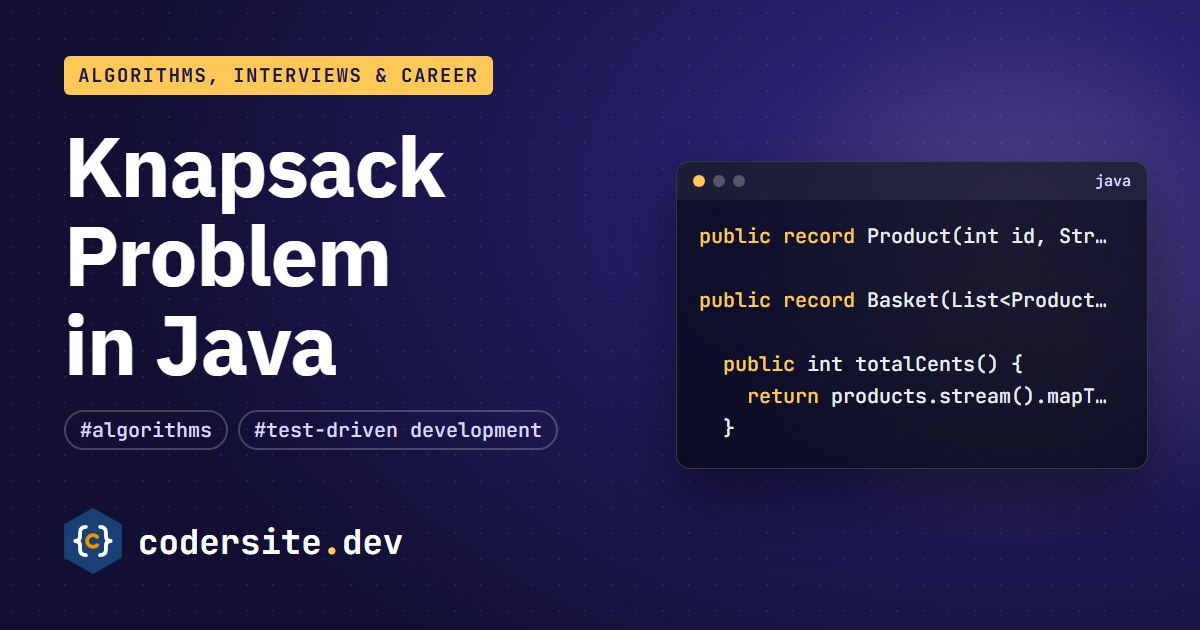 ALGORITHMS, INTERVIEWS & CAREER
Knapsack
Problem
in Java
#algorithms
#test-driven development
{c}
codersite.dev
java
public record Product(int id, Str…
public record Basket(List<Product…
public int totalCents() {
return products.stream().mapT…
}